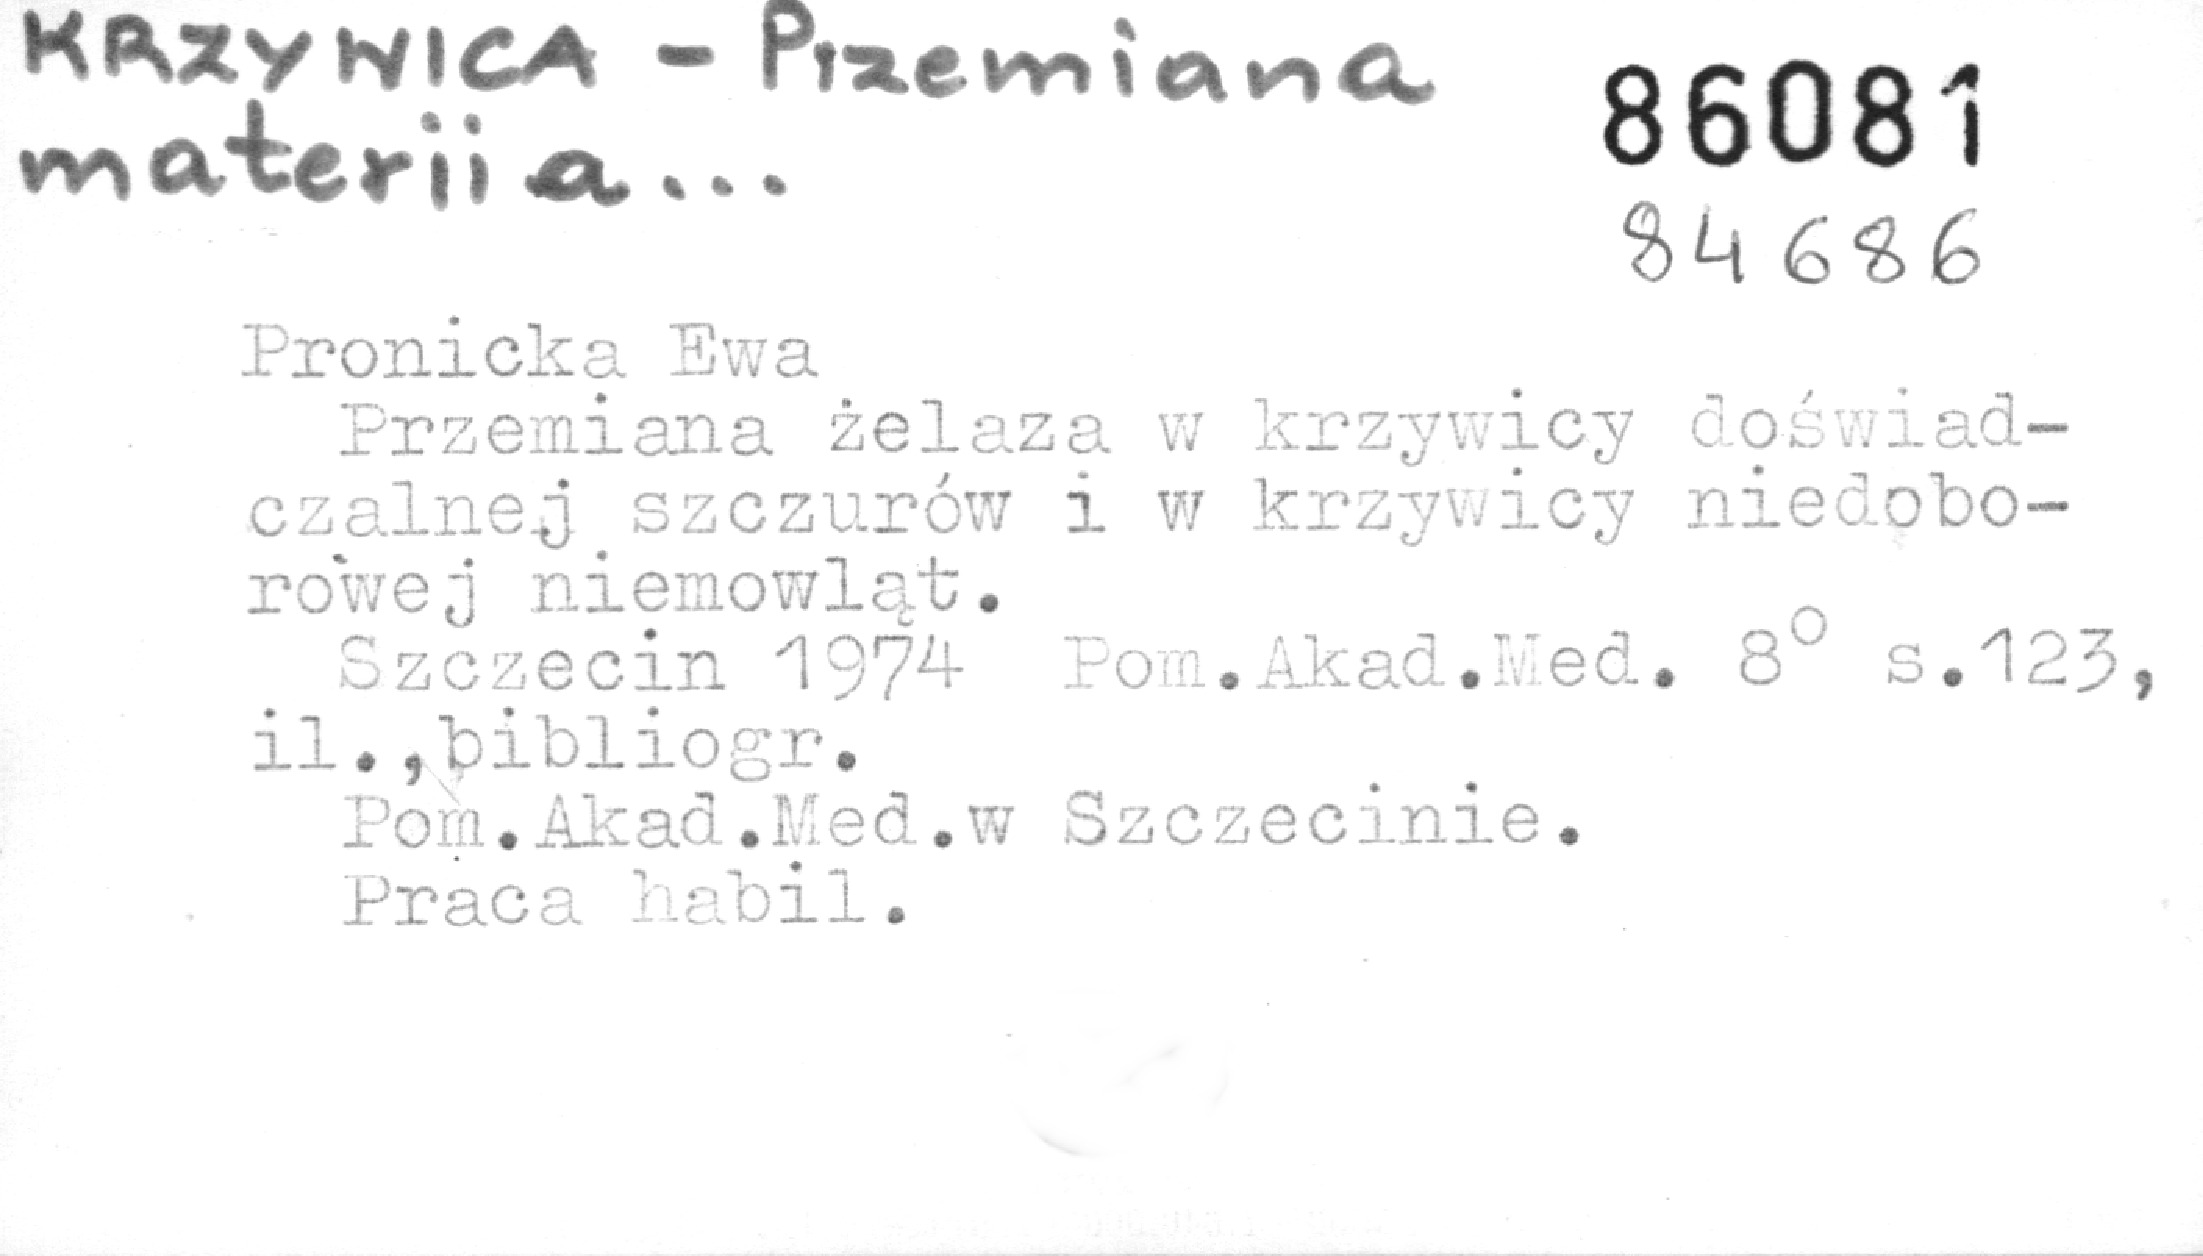 KRZYWICA - Przemiana
materii a...
86081
84686
Pronicka Ewa
Przemiana żelaza w krzywicy doświad-
czalnej szczurów i w krzywicy niedobo-
rowej niemowląt.
Szczecin 1974 Pom.Akad.Med. 8° s.123,
il.,bibliogr.
Pom.Akad.Med.w Szczecinie.
Praca habil.